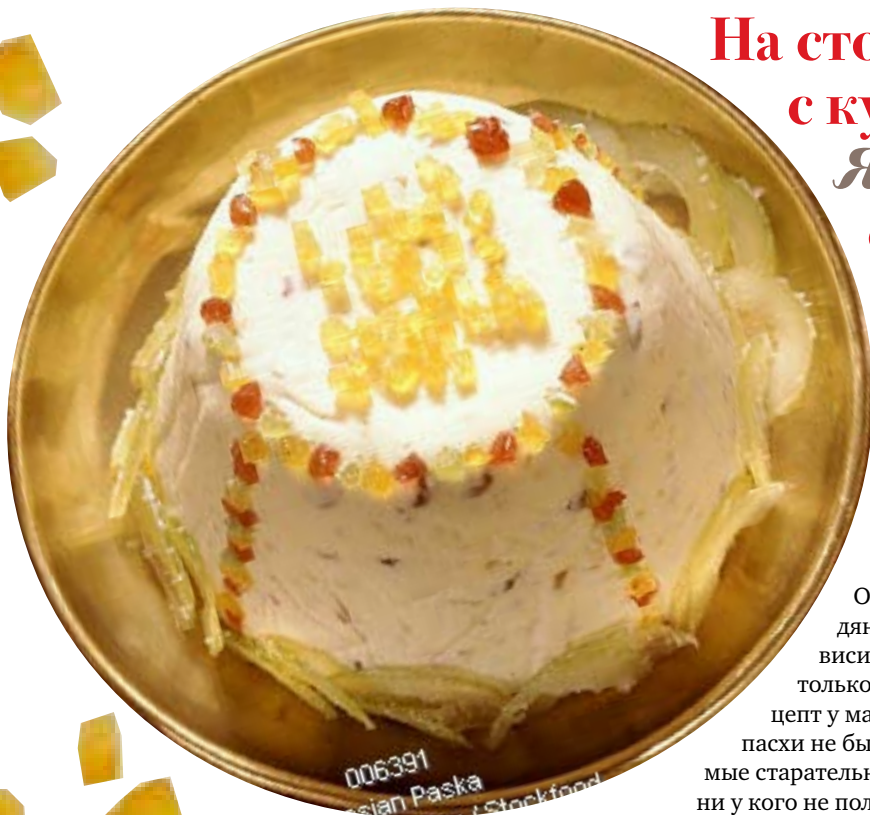 На сто
с ку
Я
О
дян
виси
только
цепт у ма
пасхи не бы
мые старательн
ни у кого не пол
006391
sian Paska
/ Stockfood